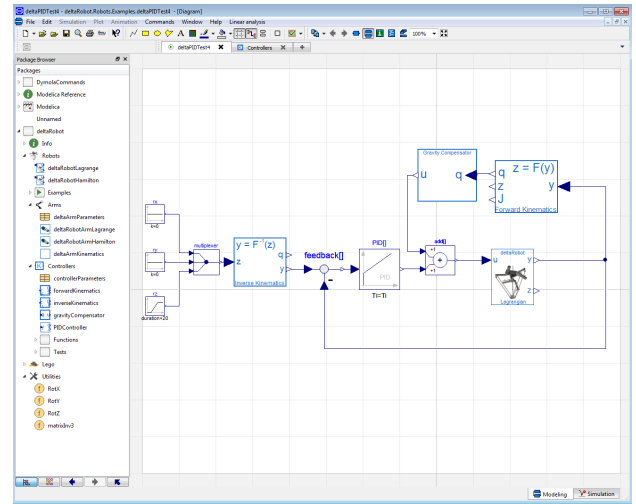 deltaPIDTest4 - deltaRobot.Robots.Examples.deltaPIDTest4 - [Diagram]
File Edit Simulation Plot Animation Commands Window Help Linear analysis
100%
deltaPIDTest4
Controllers
Package Browser
Packages
DymolaCommands
Modelica Reference
Modelica
Unnamed
deltaRobot
Info
Robots
deltaRobotLagrange
deltaRobotHamilton
Examples
Arms
deltaArmParameters
deltaRobotArmLagrange
deltaRobotArmHamilton
deltaArmKinematics
Controllers
controllerParameters
forwardKinematics
inverseKinematics
gravityCompensator
PIDController
Functions
Tests
Lego
Utilities
RotX
RotY
RotZ
matrixInv3
rx
k=0
ry
k=0
rz
duration=20
multiplexer
y = F⁻¹(z)
q
z
y
Inverse Kinematics
feedback[]
PID[]
PID
Ti=Ti
add[]
+1
+
+1
Gravity Compensator
u
q
q
z = F(y)
z
y
J
Forward Kinematics
deltaRobot
u
y
z
Lagrangian
Modeling
Simulation